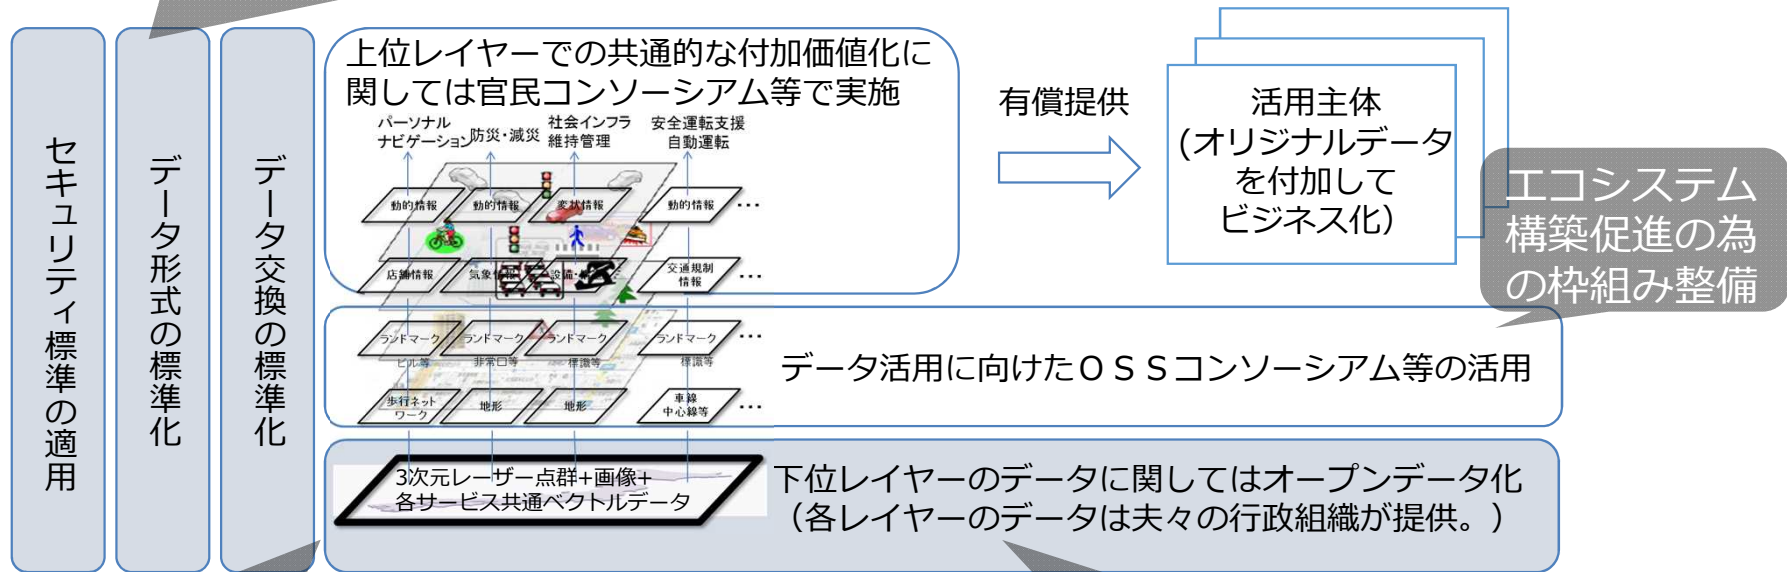 セキュリティ標準の適用
データ形式の標準化
データ交換の標準化
上位レイヤーでの共通的な付加価値化に
関しては官民コンソーシアム等で実施
パーソナル
ナビゲーション
防災・減災
社会インフラ
維持管理
安全運転支援
自動運転
動的情報
動的情報
変状情報
動的情報
・・・
店舗情報
気象情報
設備・
交通規制
情報
・・・
ランドマーク
ビル等
ランドマーク
非常口等
ランドマーク
標識等
ランドマーク
標識等
・・・
歩行ネット
ワーク
地形
地形
車線
中心線等
・・・
3次元レーザー点群+画像+
各サービス共通ベクトルデータ
有償提供
活用主体
(オリジナルデータ
を付加して
ビジネス化）
エコシステム
構築促進の為
の枠組み整備
データ活用に向けたＯＳＳコンソーシアム等の活用
下位レイヤーのデータに関してはオープンデータ化
（各レイヤーのデータは夫々の行政組織が提供。）